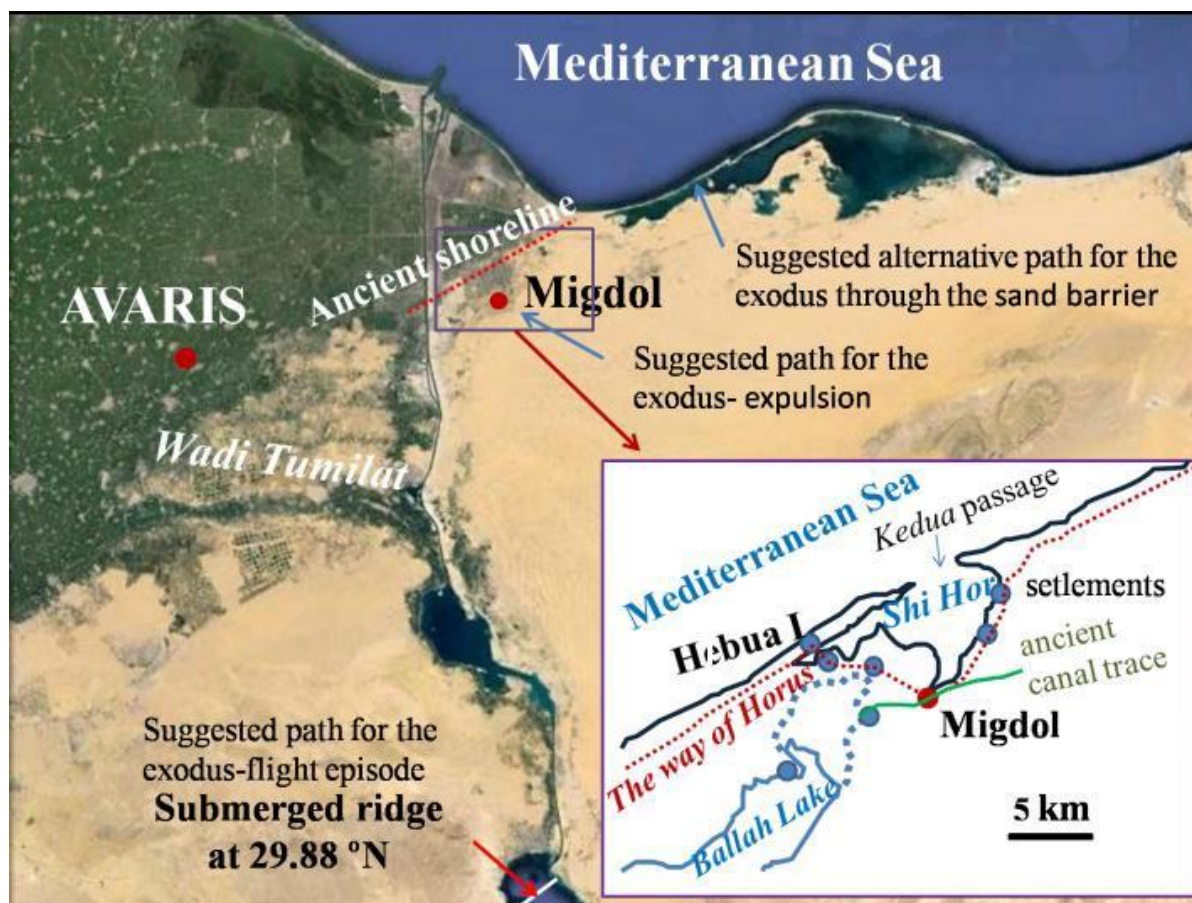 Mediterranean Sea
Ancient shoreline
Suggested alternative path for the
exodus through the sand barrier
Migdol
AVARIS
Suggested path for the
exodus- expulsion
Wadi Tumilat
Mediterranean Sea
Kedua passage
Shi Hor
setlements
Hebua I
ancient
canal trace
The way of Horus
Migdol
Ballah Lake
5 km
Suggested path for the
exodus-flight episode
Submerged ridge
at 29.88 ºN